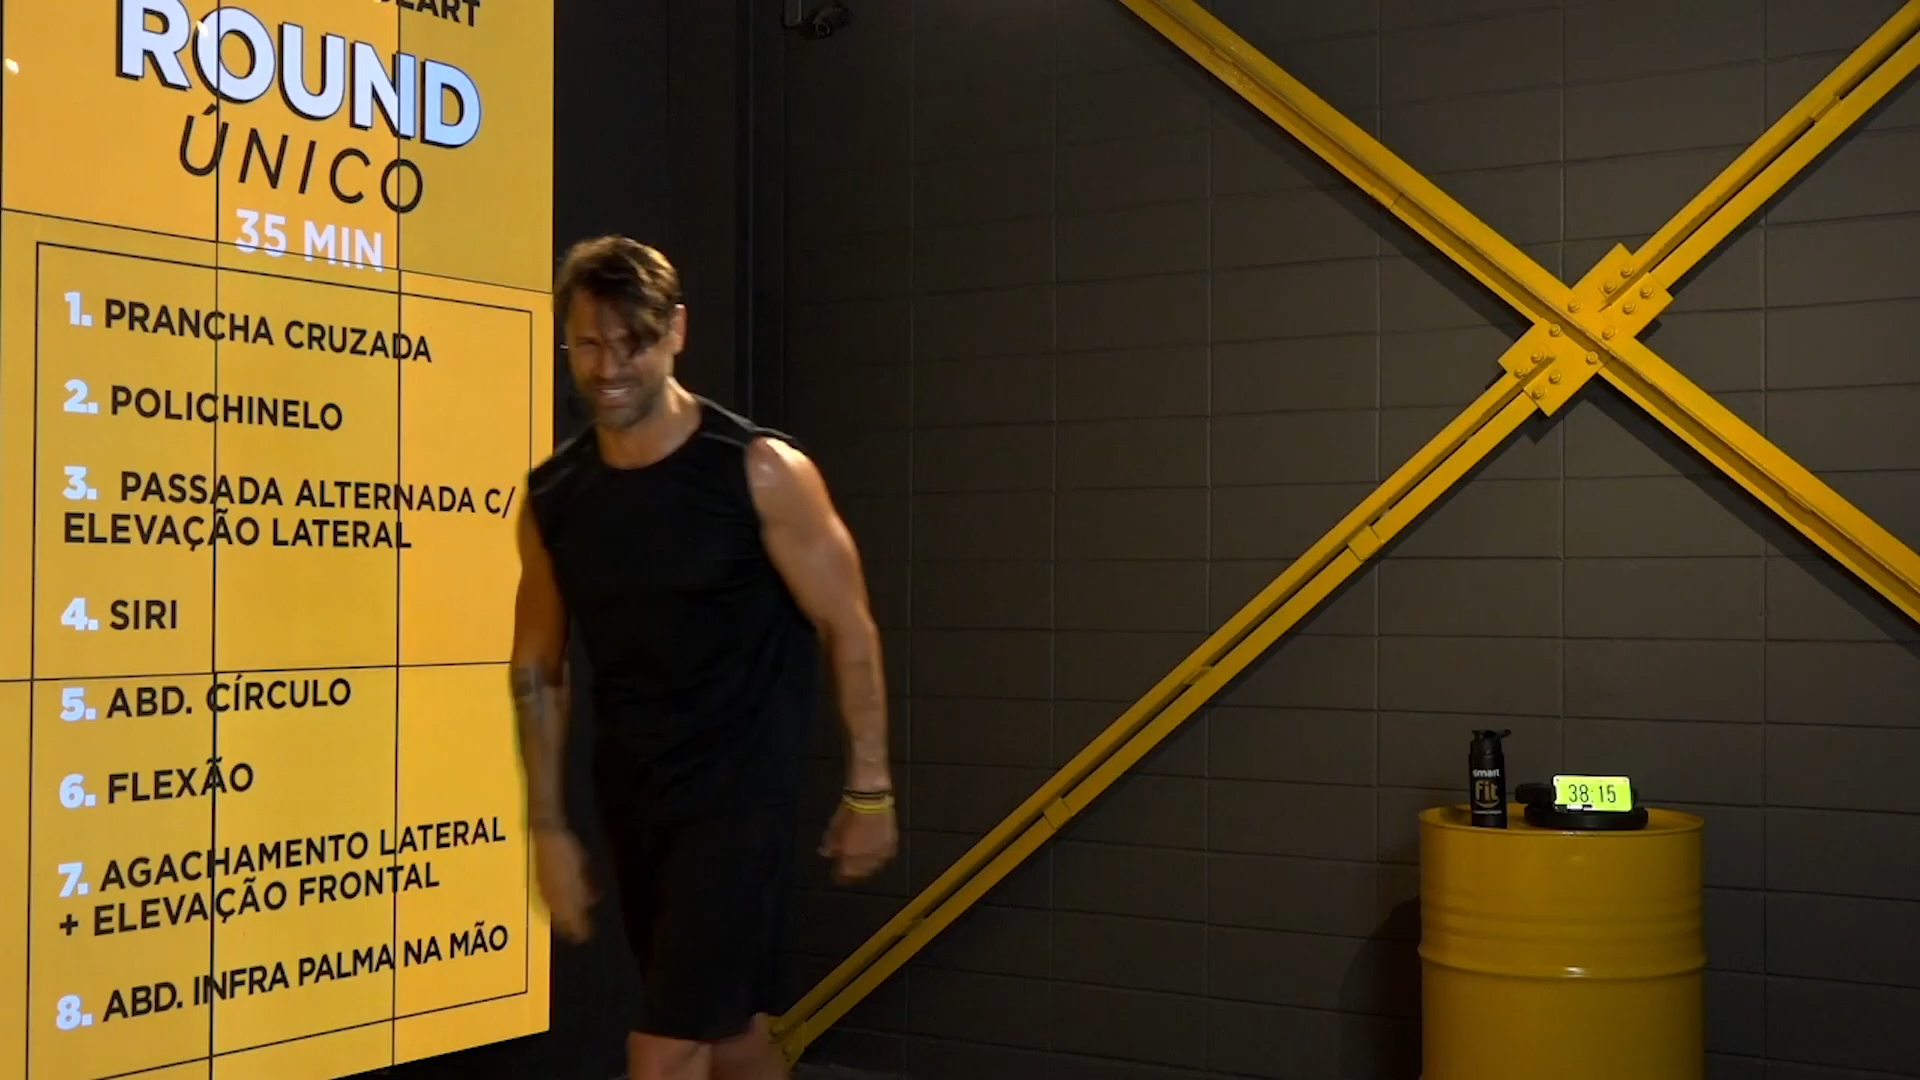 ROUND
ÚNICO
35 MIN
1. PRANCHA CRUZADA
2. POLICHINELO
3. PASSADA ALTERNADA C/
ELEVAÇÃO LATERAL
4. SIRI
5. ABD. CÍRCULO
6. FLEXÃO
7. AGACHAMENTO LATERAL
+ ELEVAÇÃO FRONTAL
8. ABD. INFRA PALMA NA MÃO
smart
fit
38:15